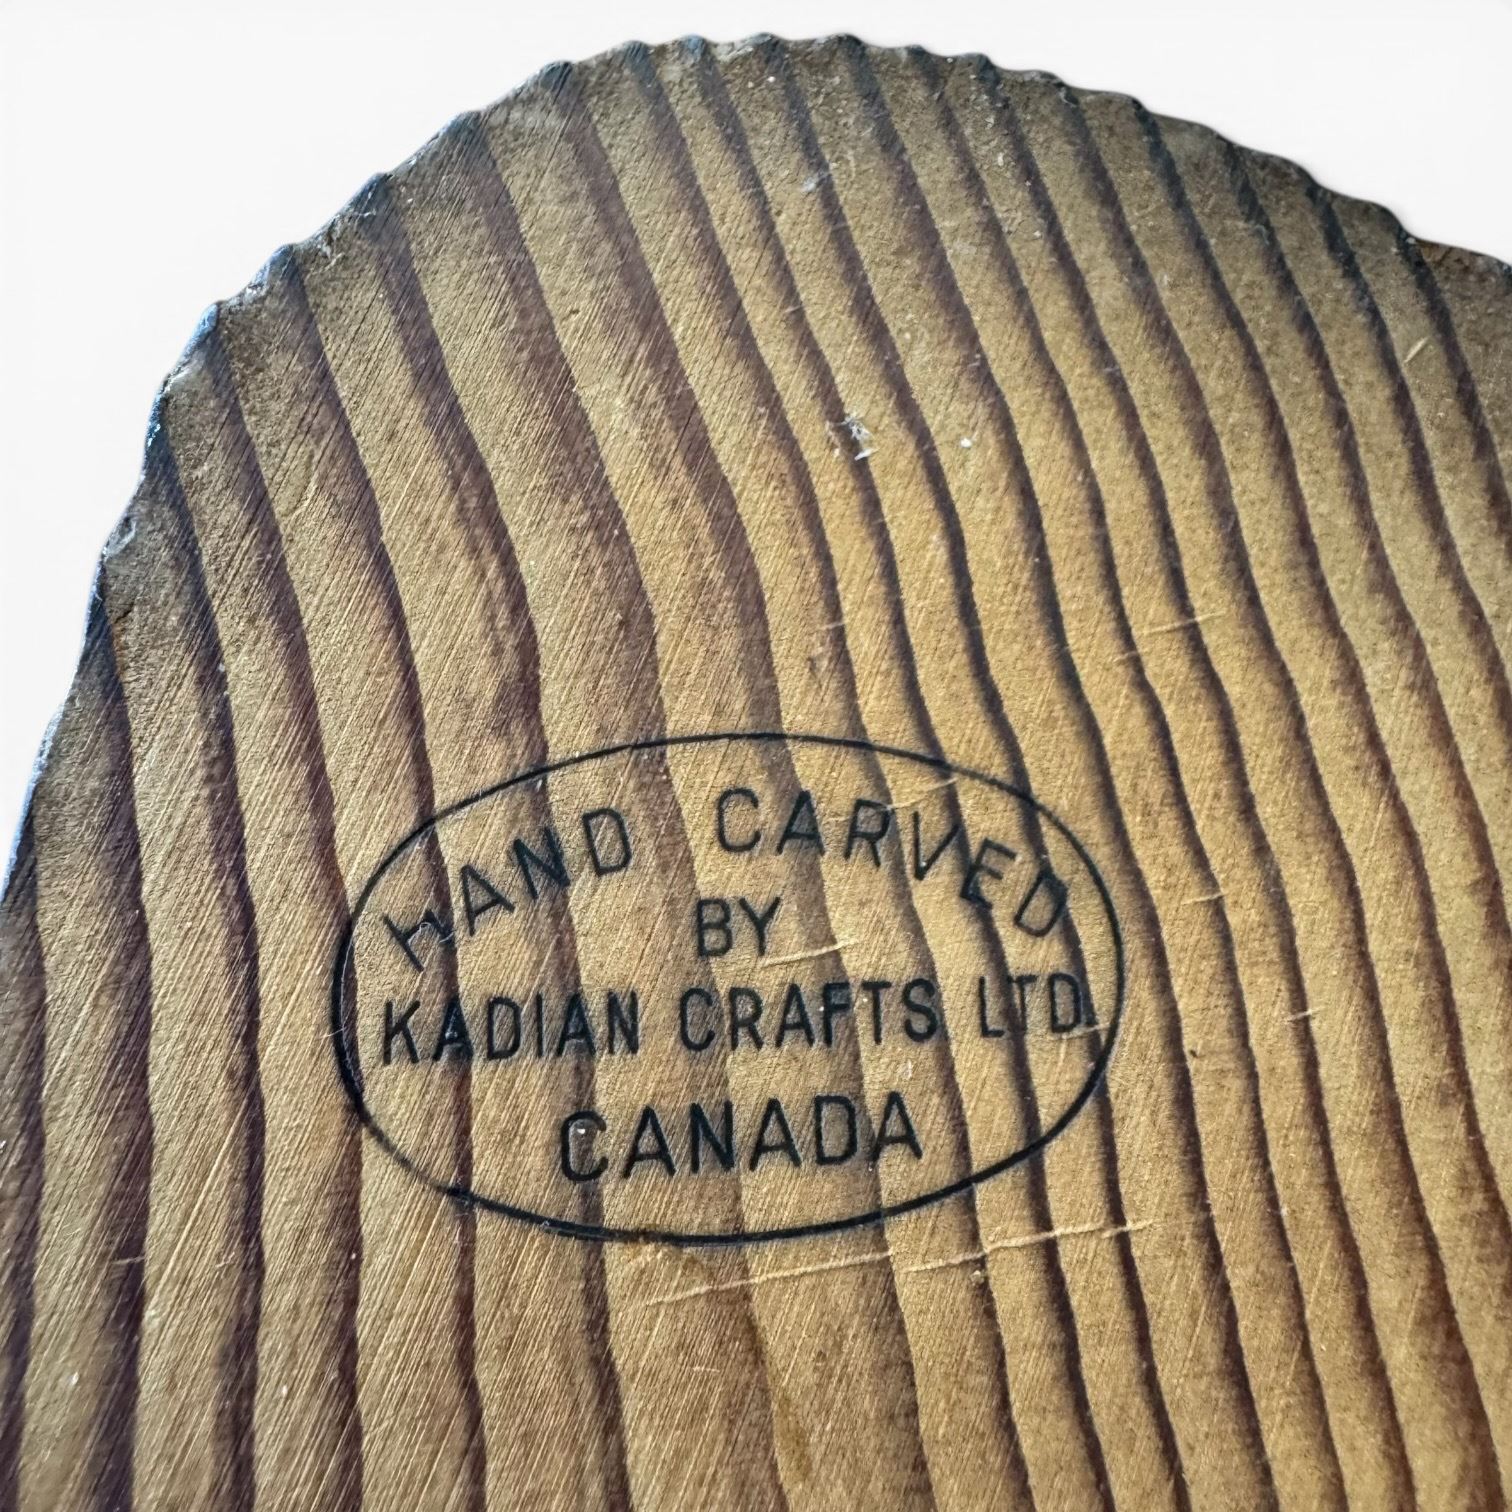 HAND CARVED
BY
KADIAN CRAFTS LTD.
CANADA